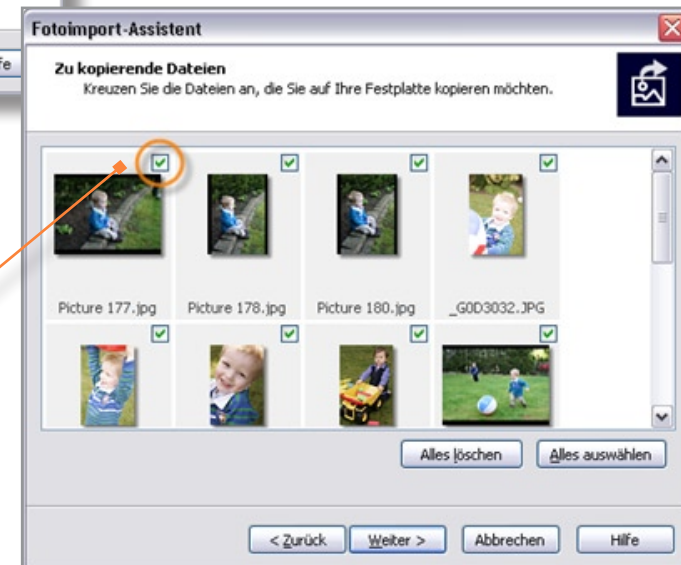 fe
Fotoimport-Assistent
Zu kopierende Dateien
Kreuzen Sie die Dateien an, die Sie auf Ihre Festplatte kopieren möchten.
Picture 177.jpg Picture 178.jpg Picture 180.jpg _G0D3032.JPG
Alles löschen Alles auswählen
< Zurück Weiter > Abbrechen Hilfe